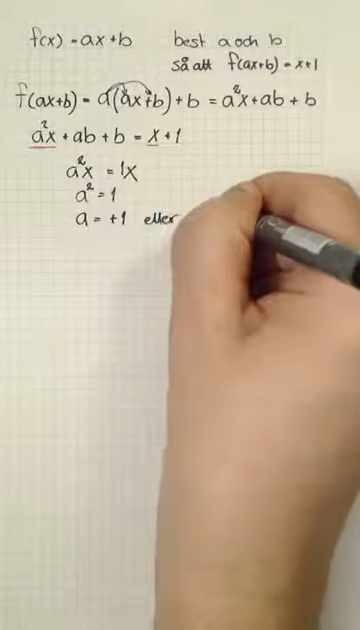 f(x) = ax + b best a och b
så att f(ax+b) = x+1
f(ax+b) = a(ax+b) + b = a²x + ab + b
a²x + ab + b = x + 1
a²x = 1x
a² = 1
a = +1 eller